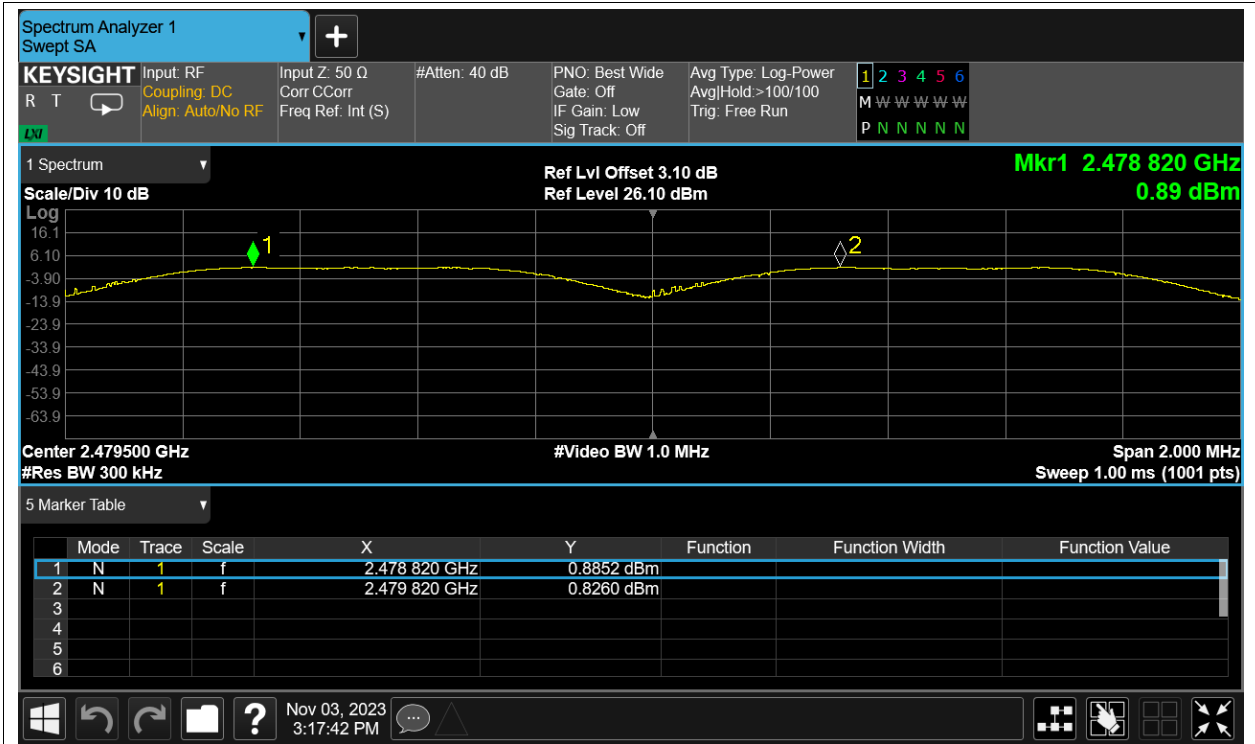 Spectrum Analyzer 1
Swept SA
KEYSIGHT Input: RF Input Z: 50 Ω #Atten: 40 dB PNO: Best Wide Avg Type: Log-Power 1 2 3 4 5 6
R T Coupling: DC Corr CCorr Gate: Off Avg|Hold:>100/100 M W W W W W
Align: Auto/No RF Freq Ref: Int (S) IF Gain: Low Trig: Free Run
LXI Sig Track: Off P N N N N N
1 Spectrum Ref Lvl Offset 3.10 dB Mkr1 2.478 820 GHz
Scale/Div 10 dB Ref Level 26.10 dBm 0.89 dBm
Log
16.1
1 2
6.10
-3.90
-13.9
-23.9
-33.9
-43.9
-53.9
-63.9
Center 2.479500 GHz #Video BW 1.0 MHz Span 2.000 MHz
#Res BW 300 kHz Sweep 1.00 ms (1001 pts)
5 Marker Table
Mode Trace Scale X Y Function Function Width Function Value
1 N 1 f 2.478 820 GHz 0.8852 dBm
2 N 1 f 2.479 820 GHz 0.8260 dBm
3
4
5
6
? Nov 03, 2023
3:17:42 PM